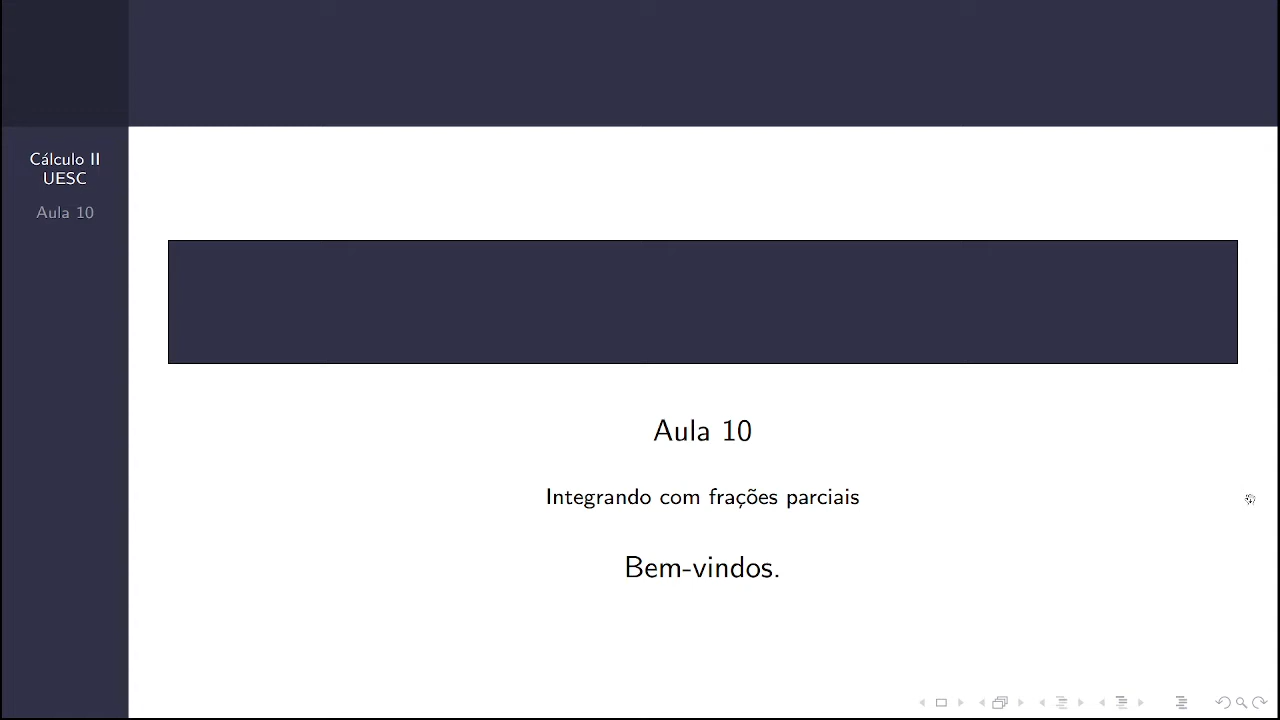 Cálculo II
UESC
Aula 10
Aula 10
Integrando com frações parciais
Bem-vindos.